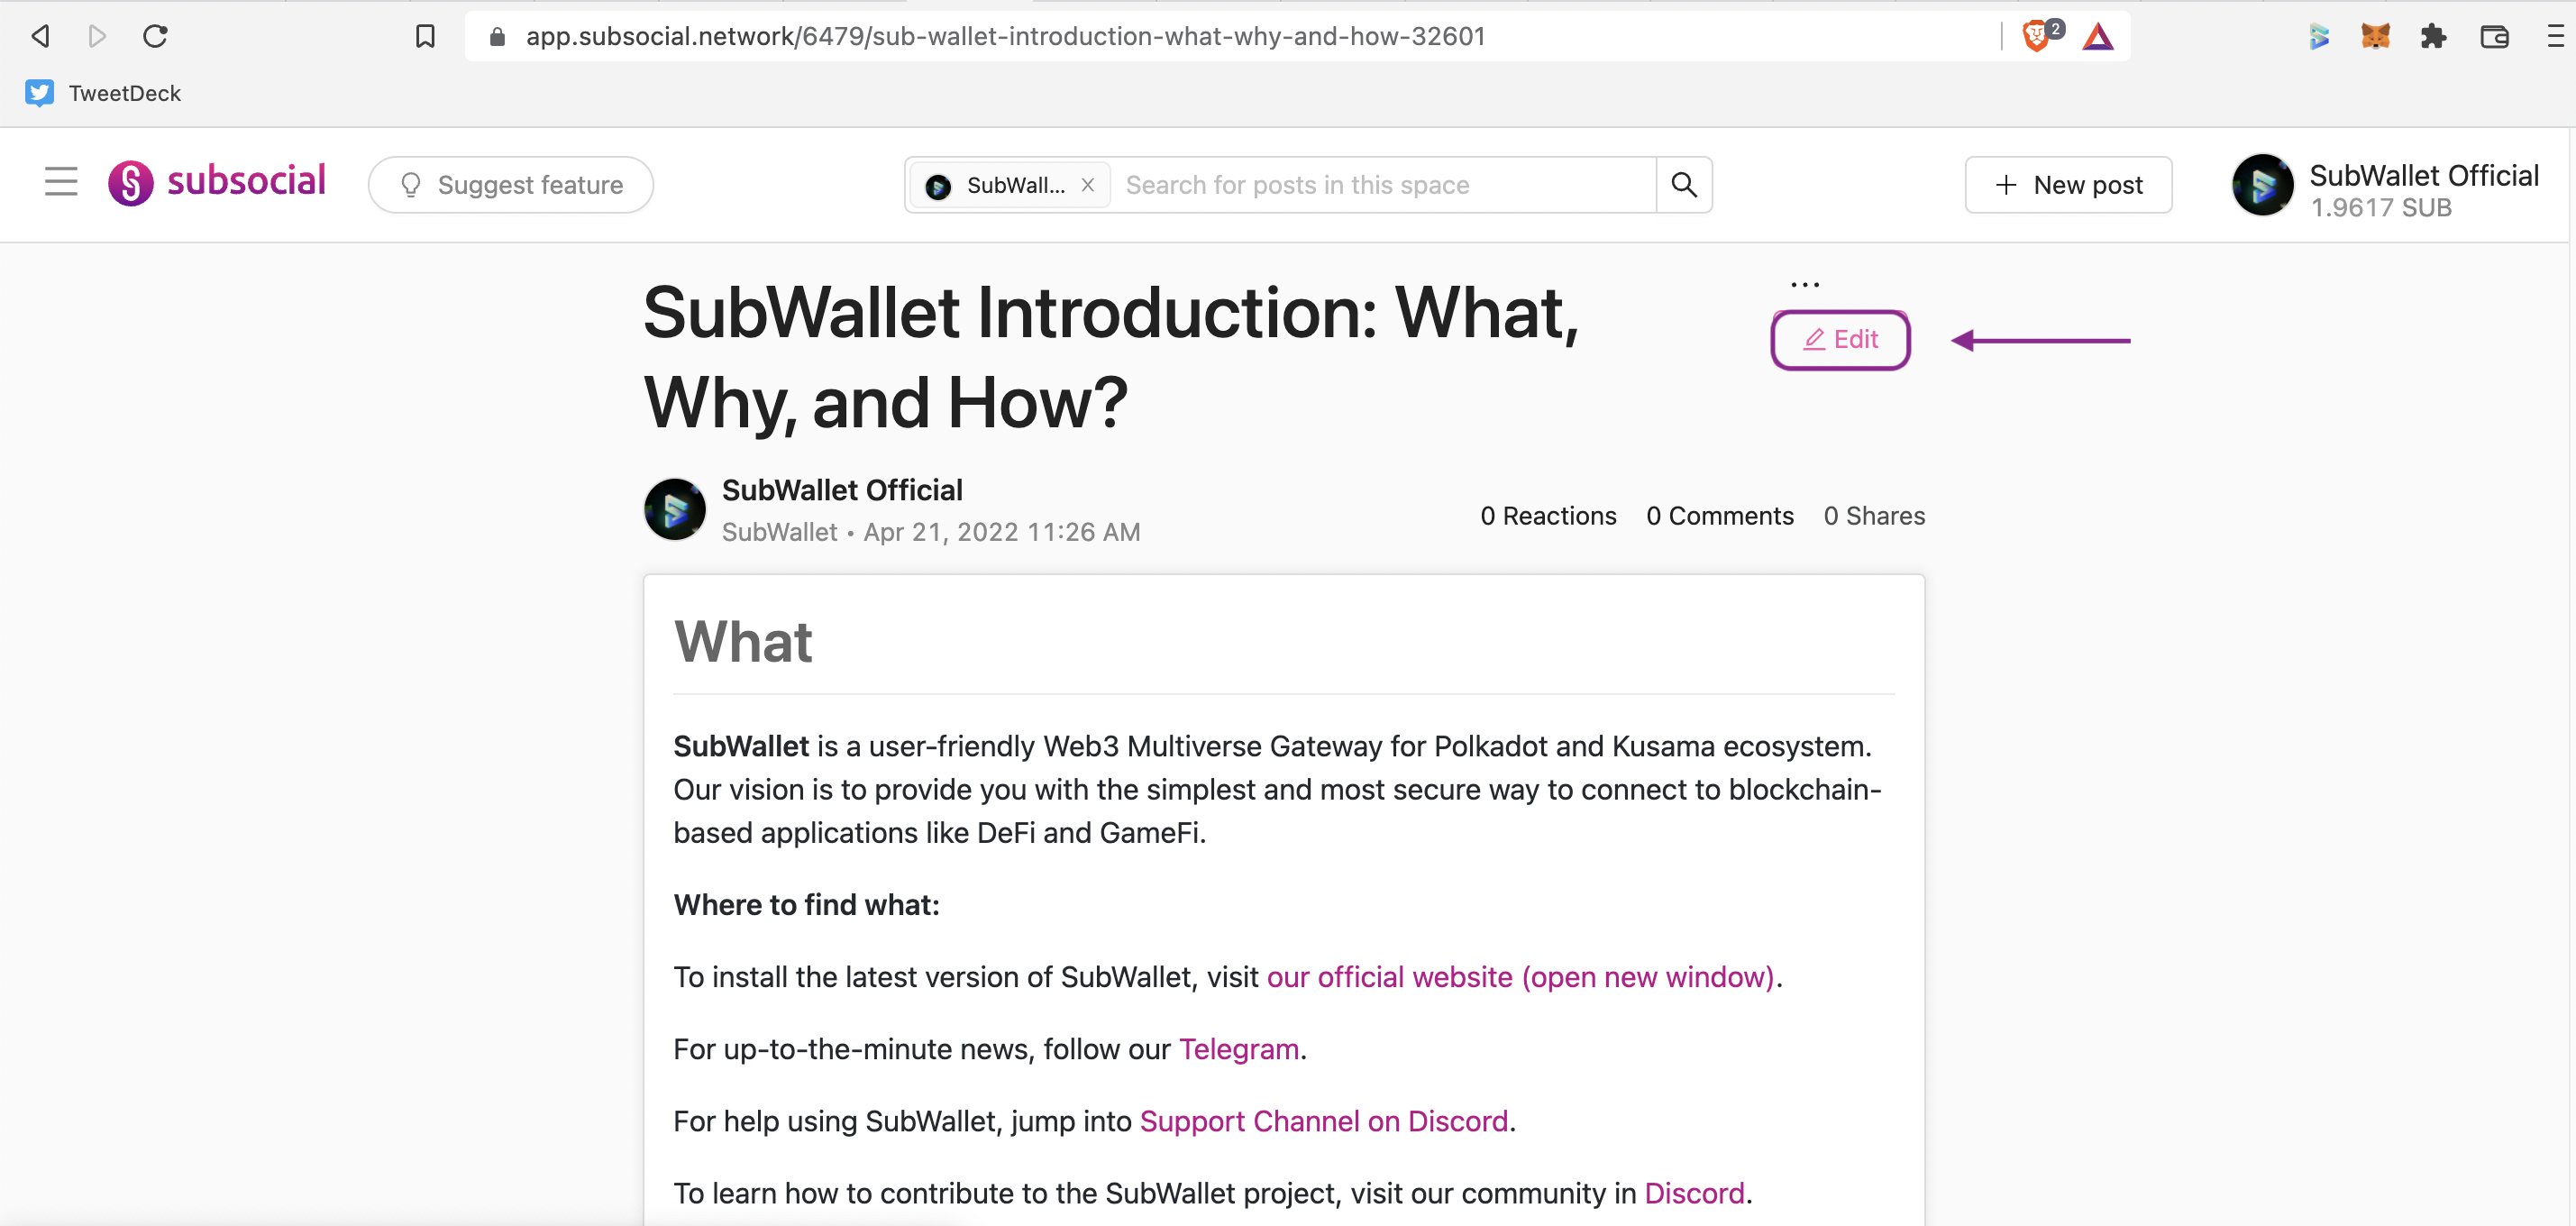 app.subsocial.network/6479/sub-wallet-introduction-what-why-and-how-32601
2
TweetDeck
subsocial
Suggest feature
SubWall...
Search for posts in this space
+ New post
SubWallet Official
1.9617 SUB
SubWallet Introduction: What,
Why, and How?
...
Edit
SubWallet Official
SubWallet • Apr 21, 2022 11:26 AM
0 Reactions 0 Comments 0 Shares
What
SubWallet is a user-friendly Web3 Multiverse Gateway for Polkadot and Kusama ecosystem.
Our vision is to provide you with the simplest and most secure way to connect to blockchain-
based applications like DeFi and GameFi.
Where to find what:
To install the latest version of SubWallet, visit our official website (open new window).
For up-to-the-minute news, follow our Telegram.
For help using SubWallet, jump into Support Channel on Discord.
To learn how to contribute to the SubWallet project, visit our community in Discord.